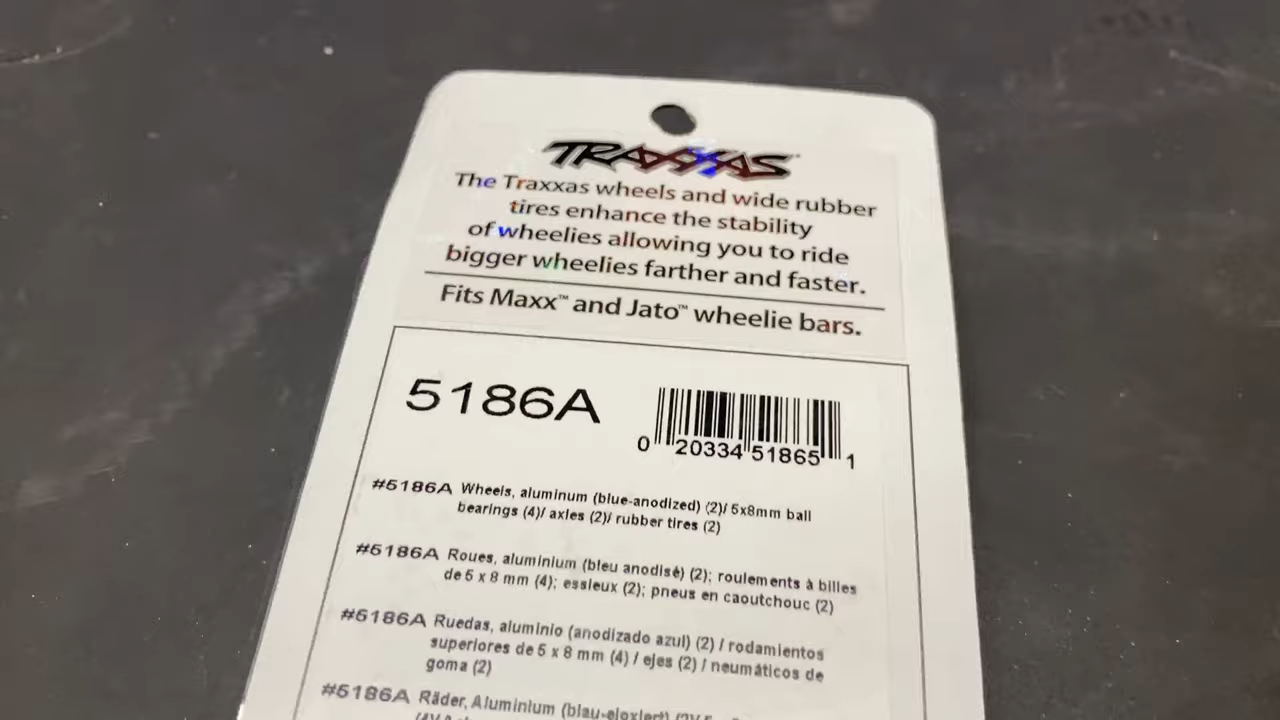 TRAXXAS
The Traxxas wheels and wide rubber
tires enhance the stability
of wheelies allowing you to ride
bigger wheelies farther and faster.
Fits Maxx™ and Jato™ wheelie bars.
5186A
0 20334 51865 1
#5186A Wheels, aluminum (blue-anodized) (2)/ 5x8mm ball
bearings (4)/ axles (2)/ rubber tires (2)
#5186A Roues, aluminium (bleu anodisé) (2); roulements à billes
de 5 x 8 mm (4); essieux (2); pneus en caoutchouc (2)
#5186A Ruedas, aluminio (anodizado azul) (2) / rodamientos
superiores de 5 x 8 mm (4) / ejes (2) / neumáticos de
goma (2)
#5186A Räder, Aluminium (blau-eloxiert)